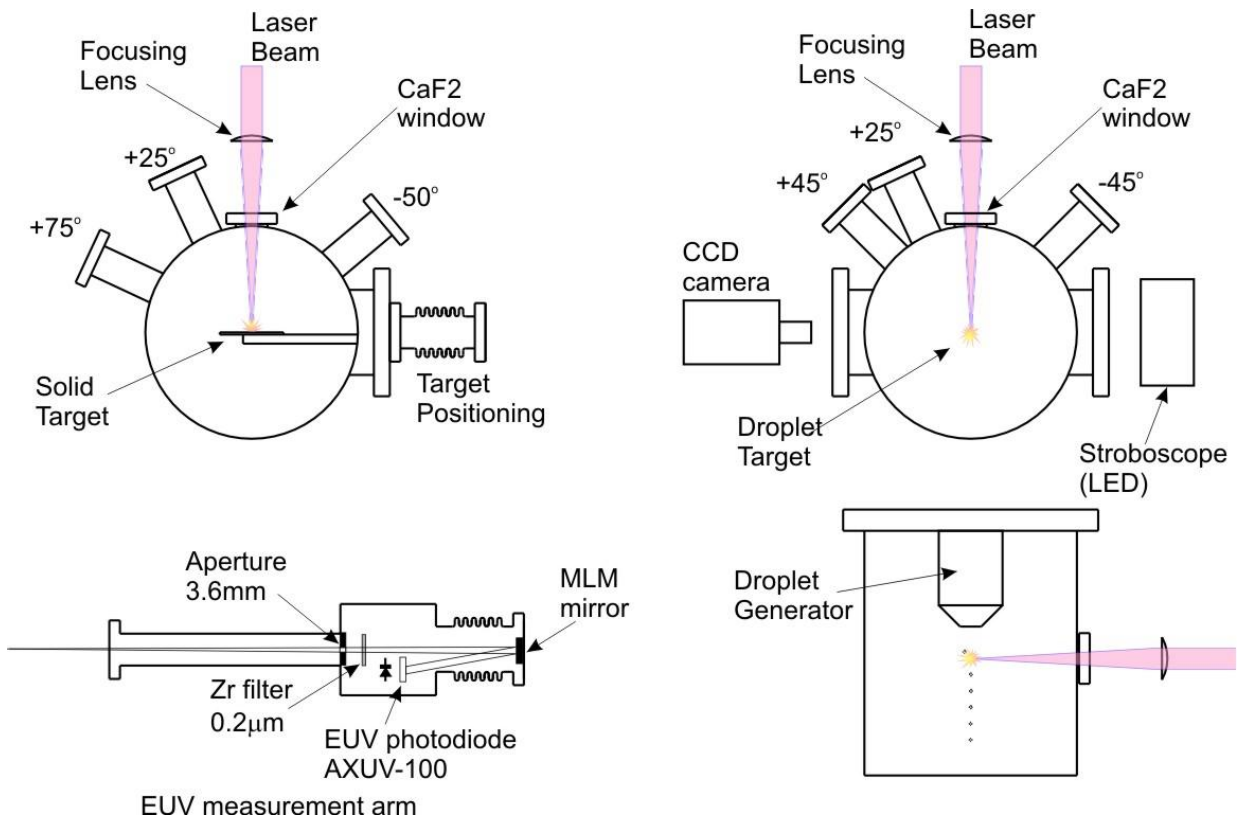 Laser
Beam
Focusing
Lens
CaF2
window
+25°
+75°
-50°
Solid
Target
Target
Positioning
Laser
Beam
Focusing
Lens
CaF2
window
+25°
+45°
-45°
CCD
camera
Droplet
Target
Stroboscope
(LED)
Aperture
3.6mm
MLM
mirror
Zr filter
0.2µm
EUV photodiode
AXUV-100
EUV measurement arm
Droplet
Generator